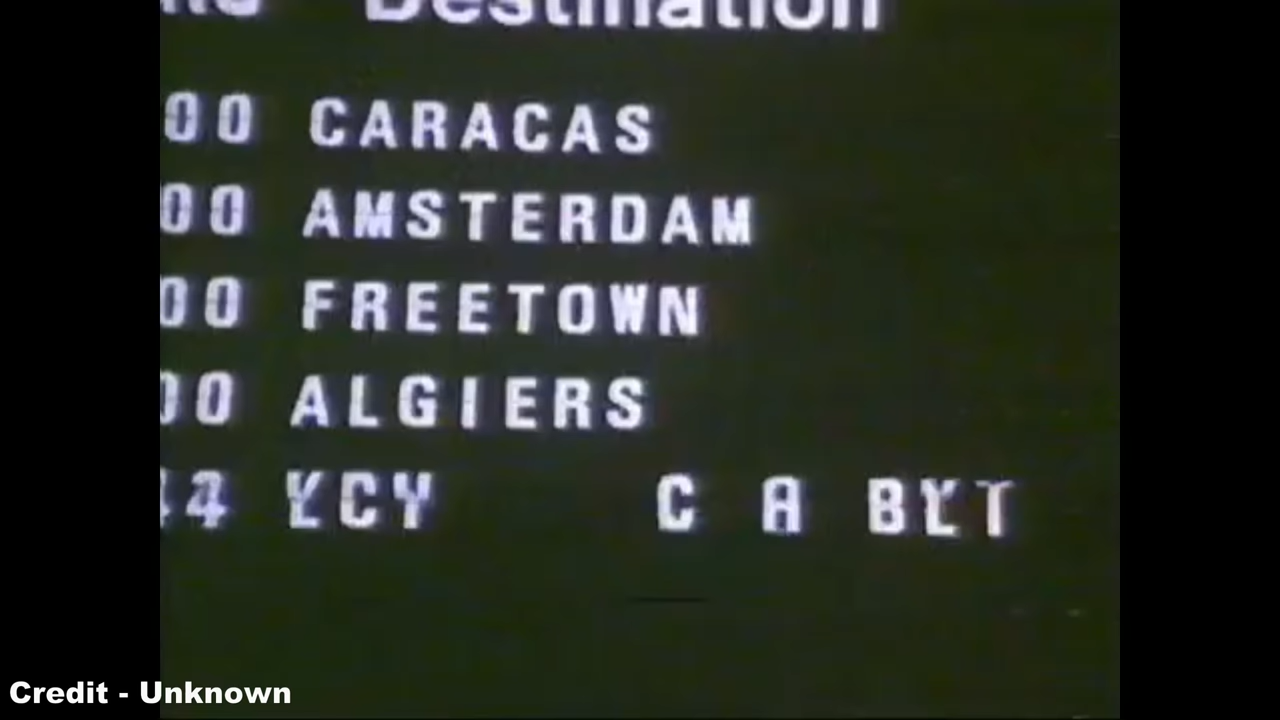 Destination
00 CARACAS
00 AMSTERDAM
00 FREETOWN
00 ALGIERS
C A
Credit - Unknown